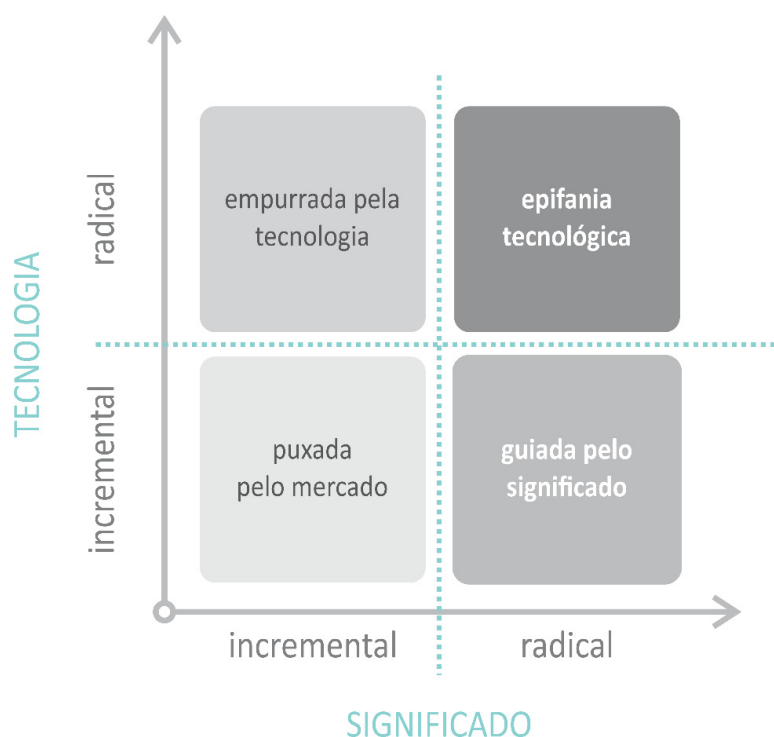 TECNOLOGIA
radical
incremental
empurrada pela
tecnologia
epifania
tecnológica
puxada
pelo mercado
guiada pelo
significado
incremental
radical
SIGNIFICADO